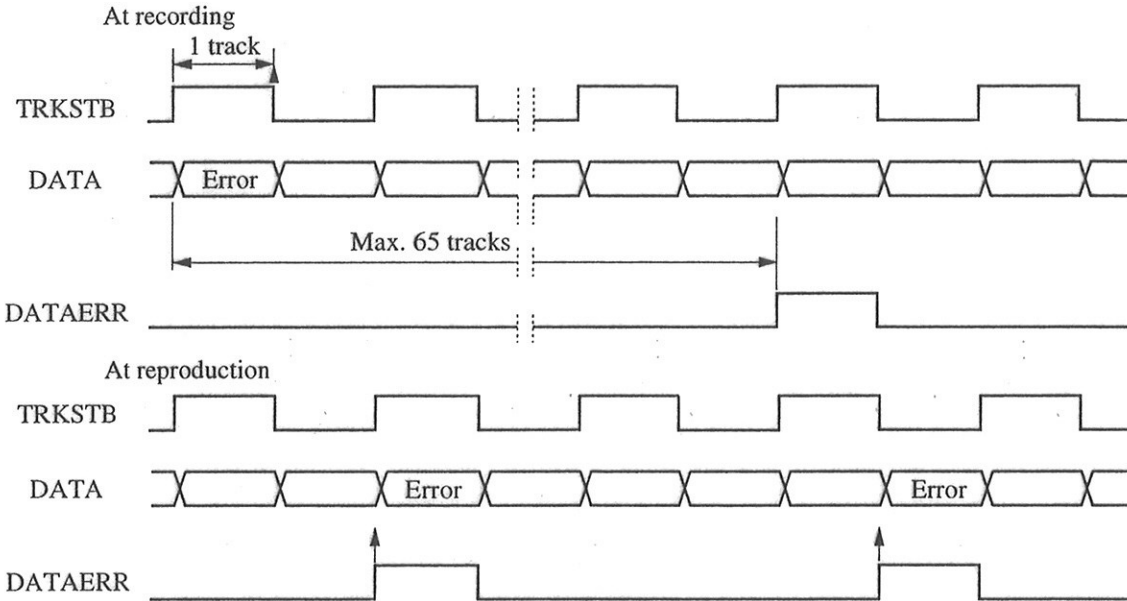 At recording
1 track
TRKSTB
DATA
Error
Max. 65 tracks
DATAERR
At reproduction
TRKSTB
DATA
Error
Error
DATAERR